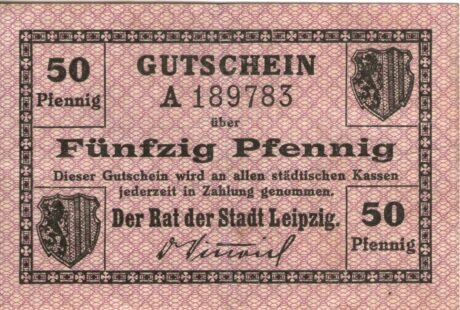 50
Pfennig
GUTSCHEIN
A 189783
über
Fünfzig Pfennig
Dieser Gutschein wird an allen städtischen Kassen
jederzeit in Zahlung genommen.
Der Rat der Stadt Leipzig.
50
Pfennig